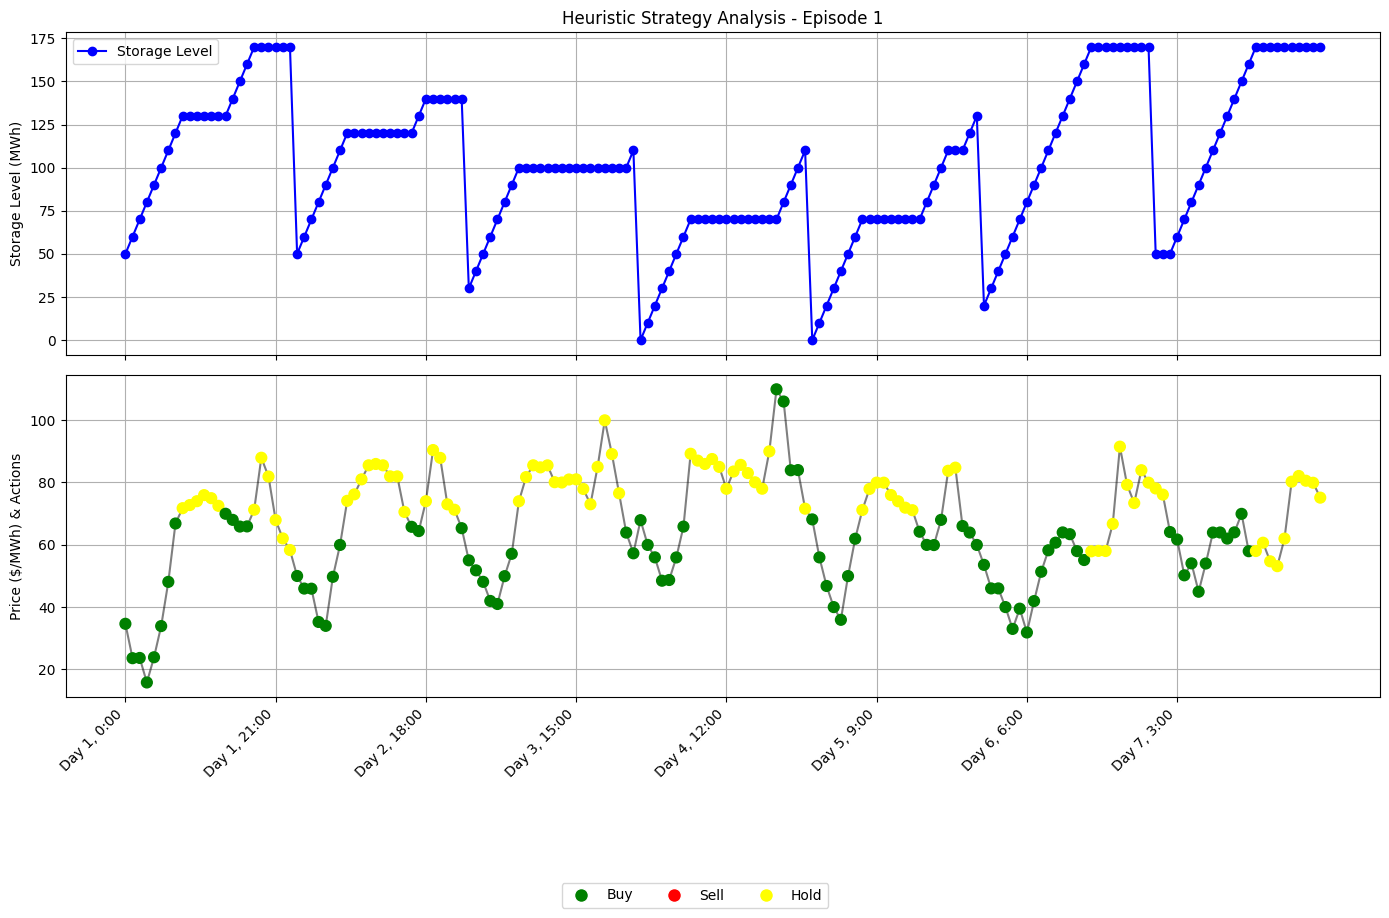 Heuristic Strategy Analysis - Episode 1
Storage Level (MWh)
175
150
125
100
75
50
25
0
Storage Level
Price ($/MWh) & Actions
100
80
60
40
20
Day 1, 0:00
Day 1, 21:00
Day 2, 18:00
Day 3, 15:00
Day 4, 12:00
Day 5, 9:00
Day 6, 6:00
Day 7, 3:00
Buy Sell Hold